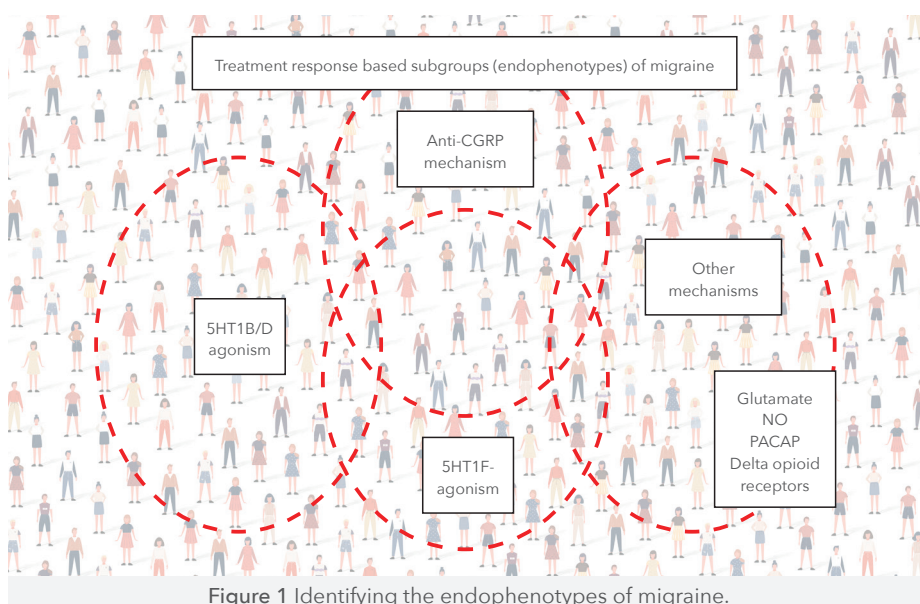 Treatment response based subgroups (endophenotypes) of migraine
Anti-CGRP
mechanism
Other
mechanisms
5HT1B/D
agonism
Glutamate
NO
PACAP
Delta opioid
receptors
5HT1F-
agonism
Figure 1 Identifying the endophenotypes of migraine.